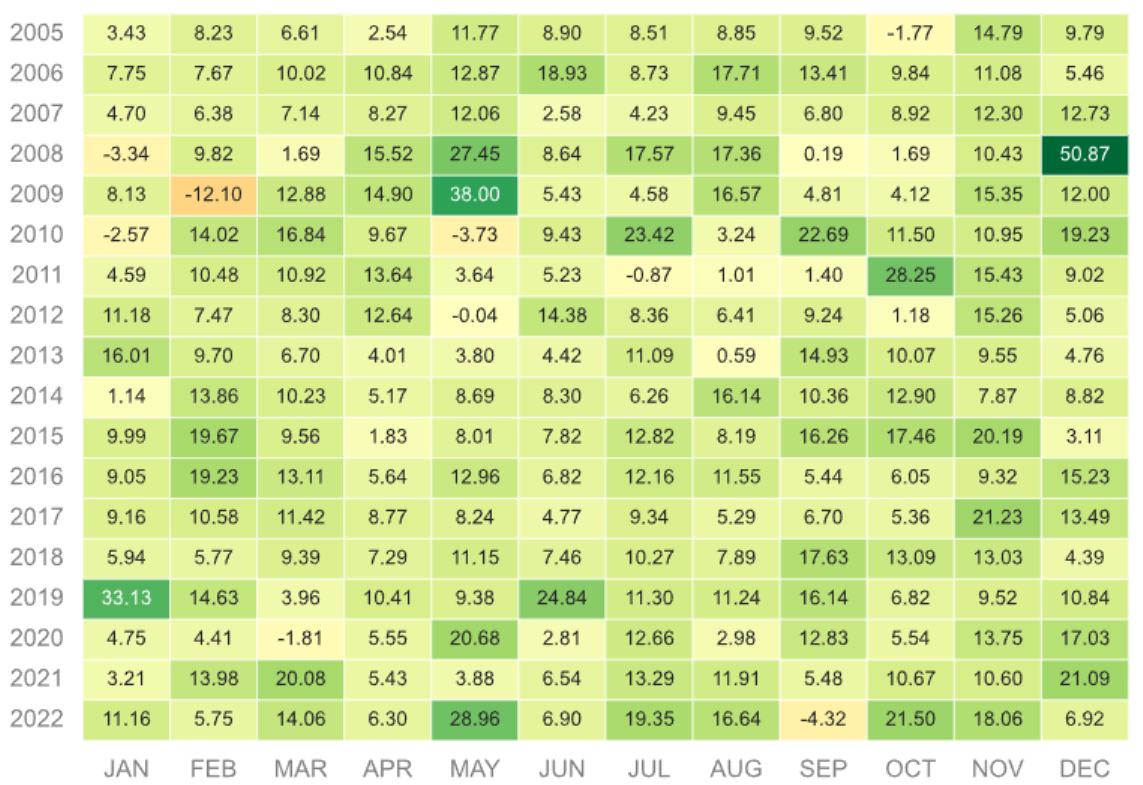 2005 3.43 8.23 6.61 2.54 11.77 8.90 8.51 8.85 9.52 -1.77 14.79 9.79
2006 7.75 7.67 10.02 10.84 12.87 18.93 8.73 17.71 13.41 9.84 11.08 5.46
2007 4.70 6.38 7.14 8.27 12.06 2.58 4.23 9.45 6.80 8.92 12.30 12.73
2008 -3.34 9.82 1.69 15.52 27.45 8.64 17.57 17.36 0.19 1.69 10.43 50.87
2009 8.13 -12.10 12.88 14.90 38.00 5.43 4.58 16.57 4.81 4.12 15.35 12.00
2010 -2.57 14.02 16.84 9.67 -3.73 9.43 23.42 3.24 22.69 11.50 10.95 19.23
2011 4.59 10.48 10.92 13.64 3.64 5.23 -0.87 1.01 1.40 28.25 15.43 9.02
2012 11.18 7.47 8.30 12.64 -0.04 14.38 8.36 6.41 9.24 1.18 15.26 5.06
2013 16.01 9.70 6.70 4.01 3.80 4.42 11.09 0.59 14.93 10.07 9.55 4.76
2014 1.14 13.86 10.23 5.17 8.69 8.30 6.26 16.14 10.36 12.90 7.87 8.82
2015 9.99 19.67 9.56 1.83 8.01 7.82 12.82 8.19 16.26 17.46 20.19 3.11
2016 9.05 19.23 13.11 5.64 12.96 6.82 12.16 11.55 5.44 6.05 9.32 15.23
2017 9.16 10.58 11.42 8.77 8.24 4.77 9.34 5.29 6.70 5.36 21.23 13.49
2018 5.94 5.77 9.39 7.29 11.15 7.46 10.27 7.89 17.63 13.09 13.03 4.39
2019 33.13 14.63 3.96 10.41 9.38 24.84 11.30 11.24 16.14 6.82 9.52 10.84
2020 4.75 4.41 -1.81 5.55 20.68 2.81 12.66 2.98 12.83 5.54 13.75 17.03
2021 3.21 13.98 20.08 5.43 3.88 6.54 13.29 11.91 5.48 10.67 10.60 21.09
2022 11.16 5.75 14.06 6.30 28.96 6.90 19.35 16.64 -4.32 21.50 18.06 6.92
JAN FEB MAR APR MAY JUN JUL AUG SEP OCT NOV DEC